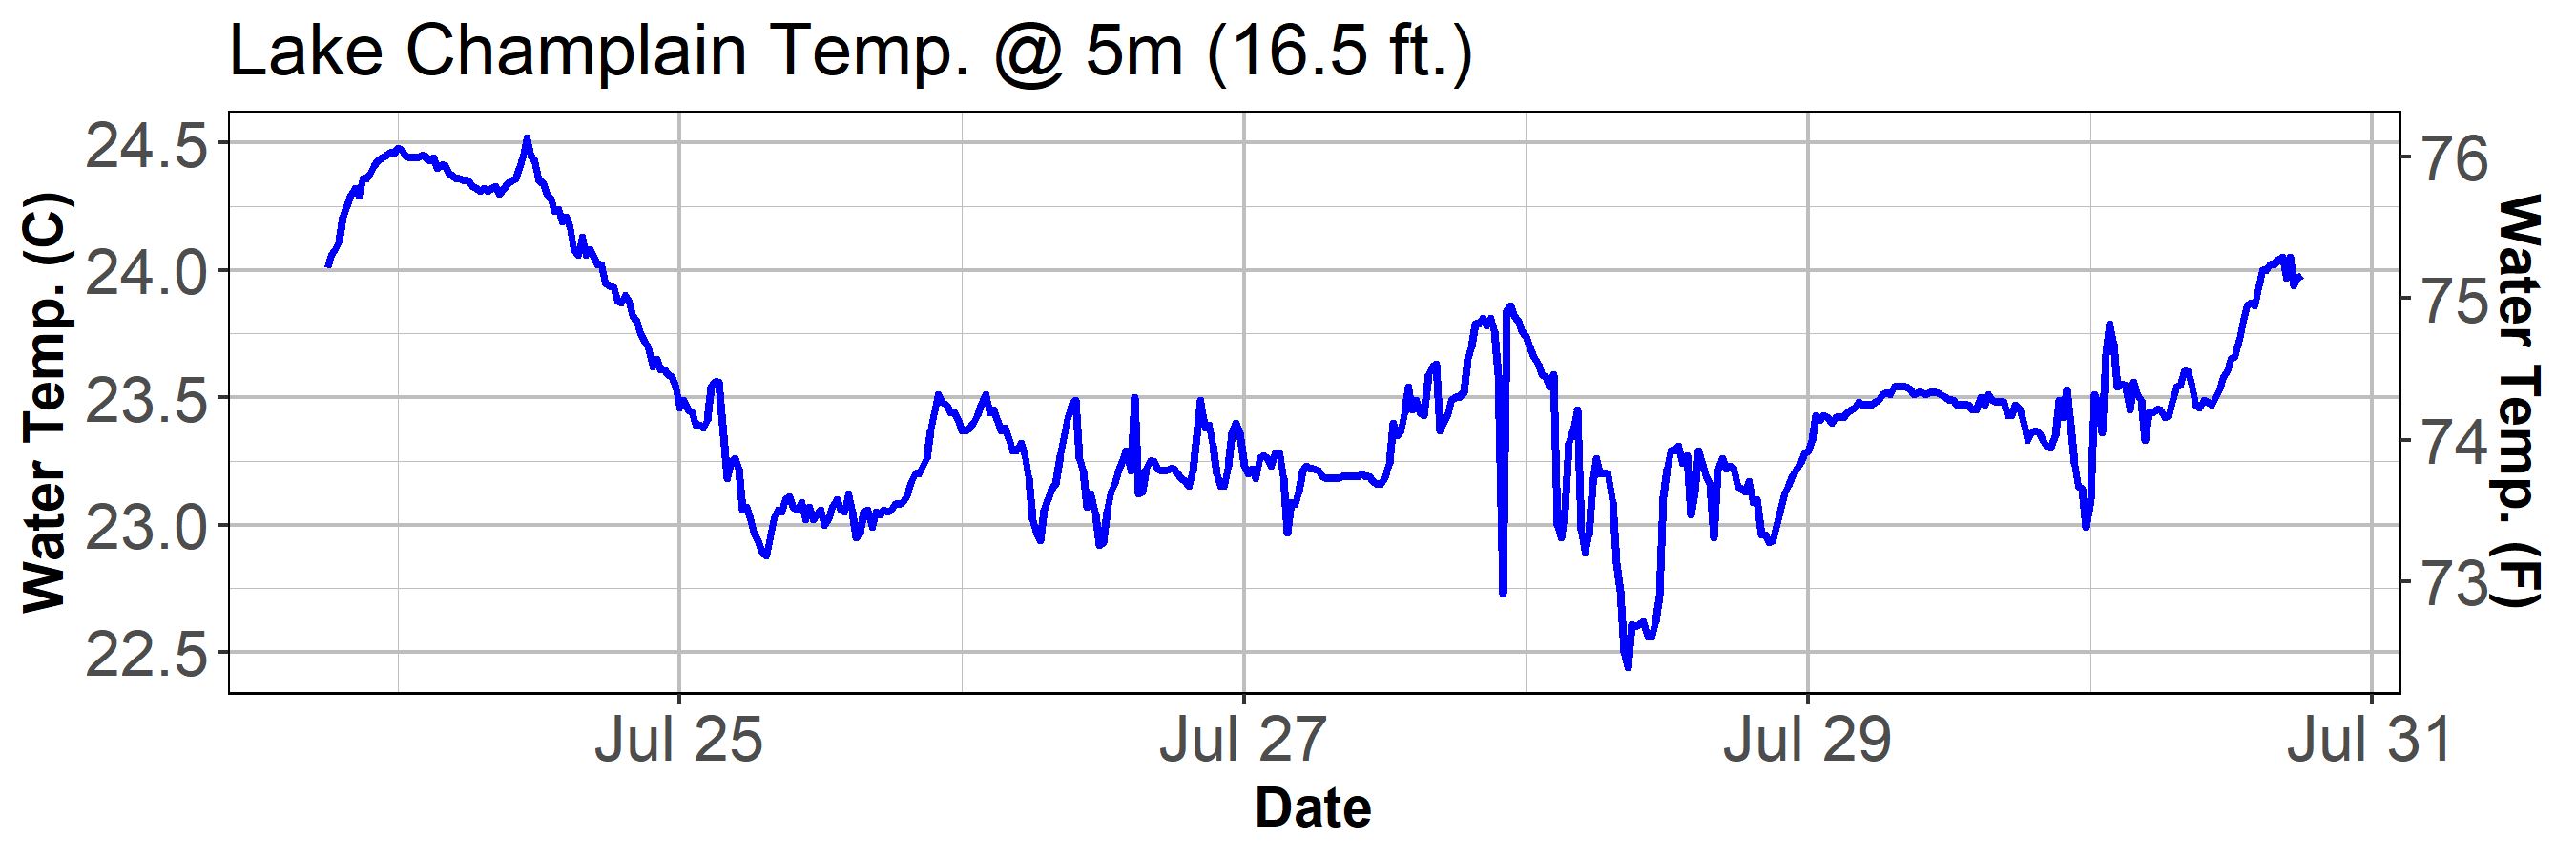 Lake Champlain Temp. @ 5m (16.5 ft.)
Water Temp. (C)
24.5
24.0
23.5
23.0
22.5
76
75
74
73
Water Temp. (F)
Jul 25 Jul 27 Jul 29 Jul 31
Date